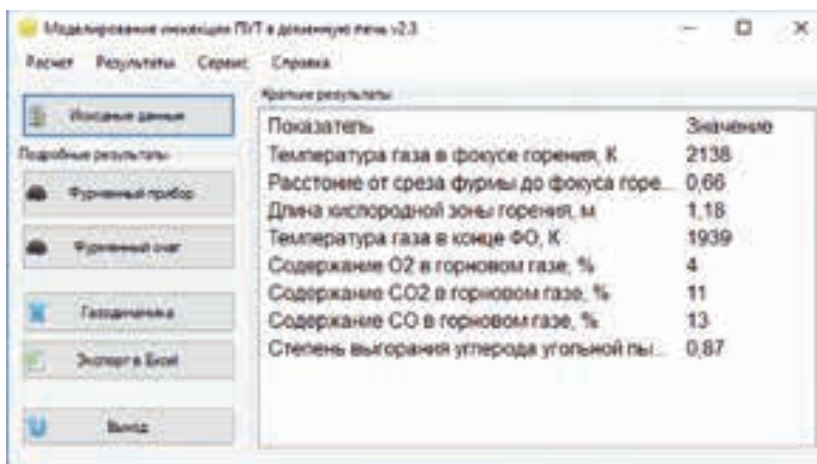 Моделирование инжекции ПУТ в доменную печь v2.3
Расчет Результаты Сервис Справка
Исходные данные
Подробные результаты
Фурменный прибор
Фурменный очаг
Газодинамика
Экспорт в Excel
Выход
Краткие результаты
Показатель Значение
Температура газа в фокусе горения, К 2138
Расстоние от среза фурмы до фокуса горе... 0,66
Длина кислородной зоны горения, м 1,18
Температура газа в конце ФО, К 1939
Содержание О2 в горновом газе, % 4
Содержание СО2 в горновом газе, % 11
Содержание СО в горновом газе, % 13
Степень выгорания углерода угольной пы... 0,87